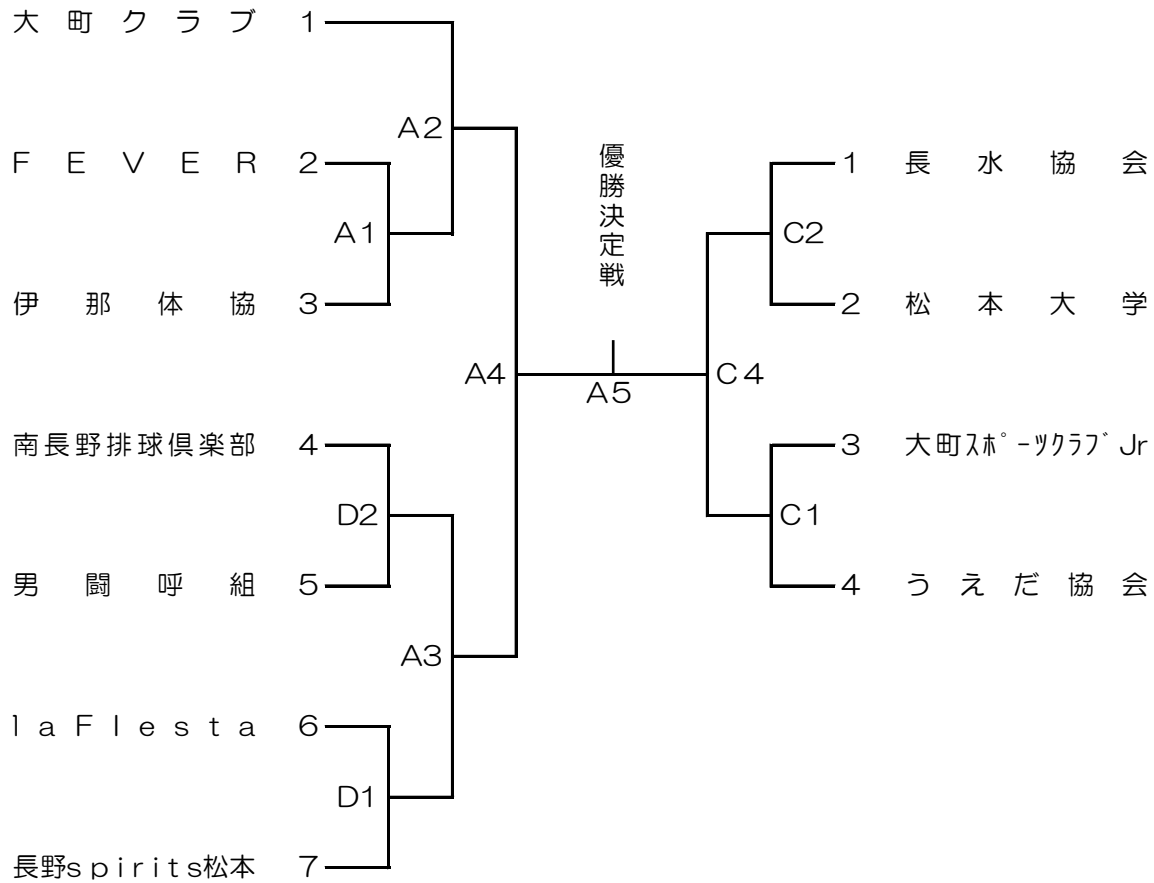 大町クラブ 1
A2
FEVER 2
優勝決定戦
1 長水協会
A1
C2
伊那体協 3
2 松本大学
A4
A5
C4
南長野排球倶楽部 4
3 大町ｽﾎﾟｰﾂｸﾗﾌﾞJr
D2
C1
男闘呼組 5
4 うえだ協会
A3
laFIesta 6
D1
長野spirits松本 7